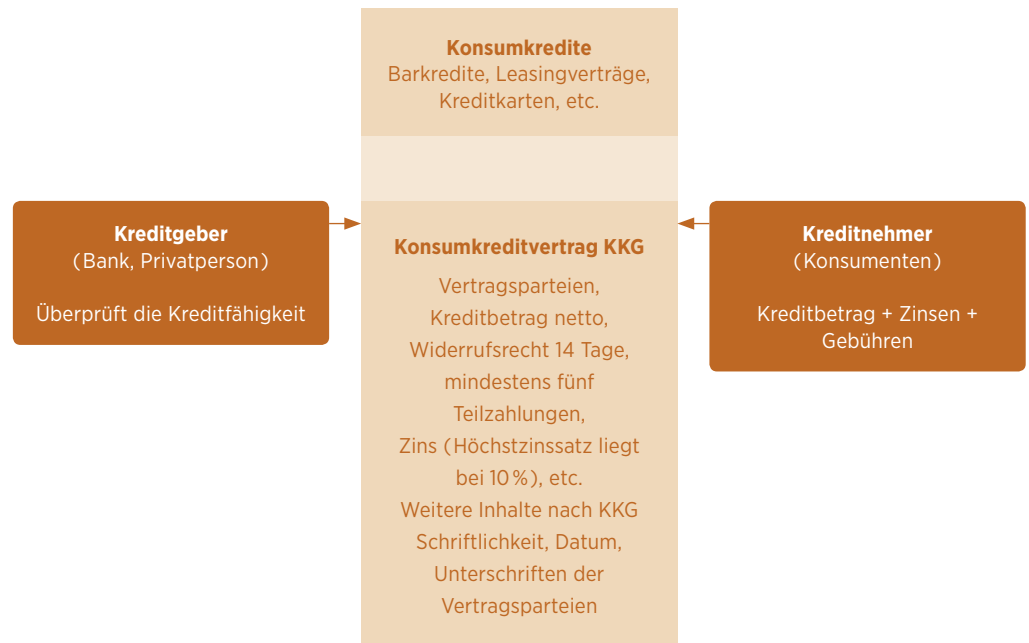 Konsumkredite
Barkredite, Leasingverträge,
Kreditkarten, etc.
Kreditgeber
(Bank, Privatperson)
Überprüft die Kreditfähigkeit
Konsumkreditvertrag KKG
Vertragsparteien,
Kreditbetrag netto,
Widerrufsrecht 14 Tage,
mindestens fünf
Teilzahlungen,
Zins (Höchstzinssatz liegt
bei 10 %), etc.
Weitere Inhalte nach KKG
Schriftlichkeit, Datum,
Unterschriften der
Vertragsparteien
Kreditnehmer
(Konsumenten)
Kreditbetrag + Zinsen +
Gebühren